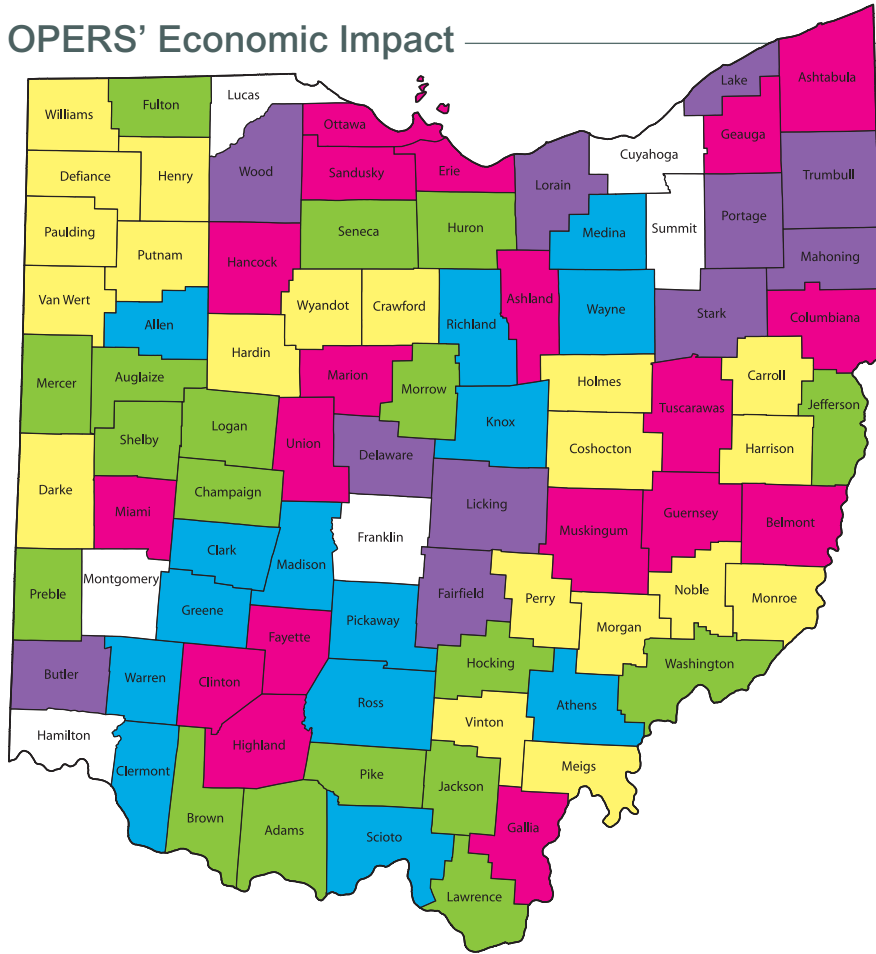 OPERS’ Economic Impact
Lake
Ashtabula
Lucas
Fulton
Williams
Ottawa
Geauga
Cuyahoga
Wood
Sandusky
Erie
Trumbull
Defiance
Henry
Lorain
Portage
Summit
Huron
Seneca
Medina
Paulding
Putnam
Mahoning
Hancock
Van Wert
Wyandot
Crawford
Ashland
Wayne
Stark
Columbiana
Allen
Richland
Hardin
Marion
Carroll
Mercer
Auglaize
Morrow
Holmes
Jefferson
Tuscarawas
Knox
Logan
Shelby
Union
Delaware
Coshocton
Harrison
Darke
Champaign
Licking
Miami
Guernsey
Belmont
Muskingum
Franklin
Clark
Madison
Montgomery
Preble
Fairfield
Perry
Noble
Monroe
Greene
Pickaway
Morgan
Fayette
Hocking
Washington
Butler
Warren
Clinton
Ross
Athens
Vinton
Hamilton
Highland
Meigs
Clermont
Pike
Jackson
Brown
Adams
Scioto
Gallia
Lawrence